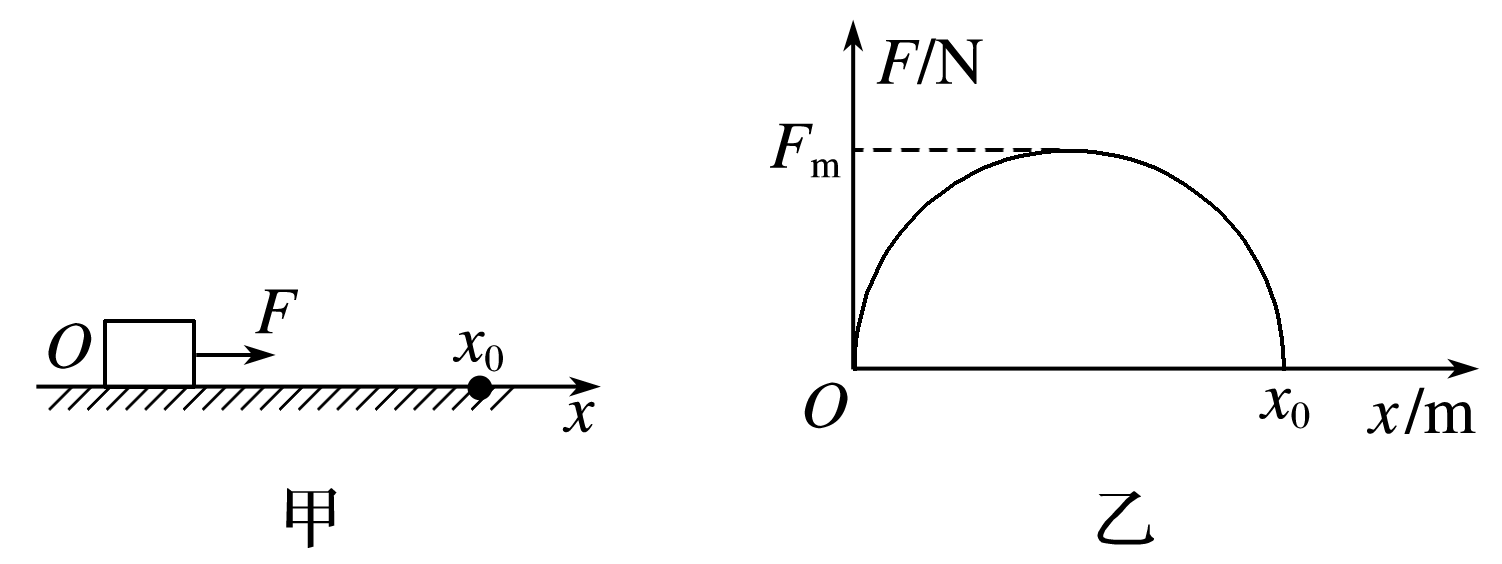 O
F
x₀
x
甲
F/N
Fₘ
O
x₀
x/m
乙